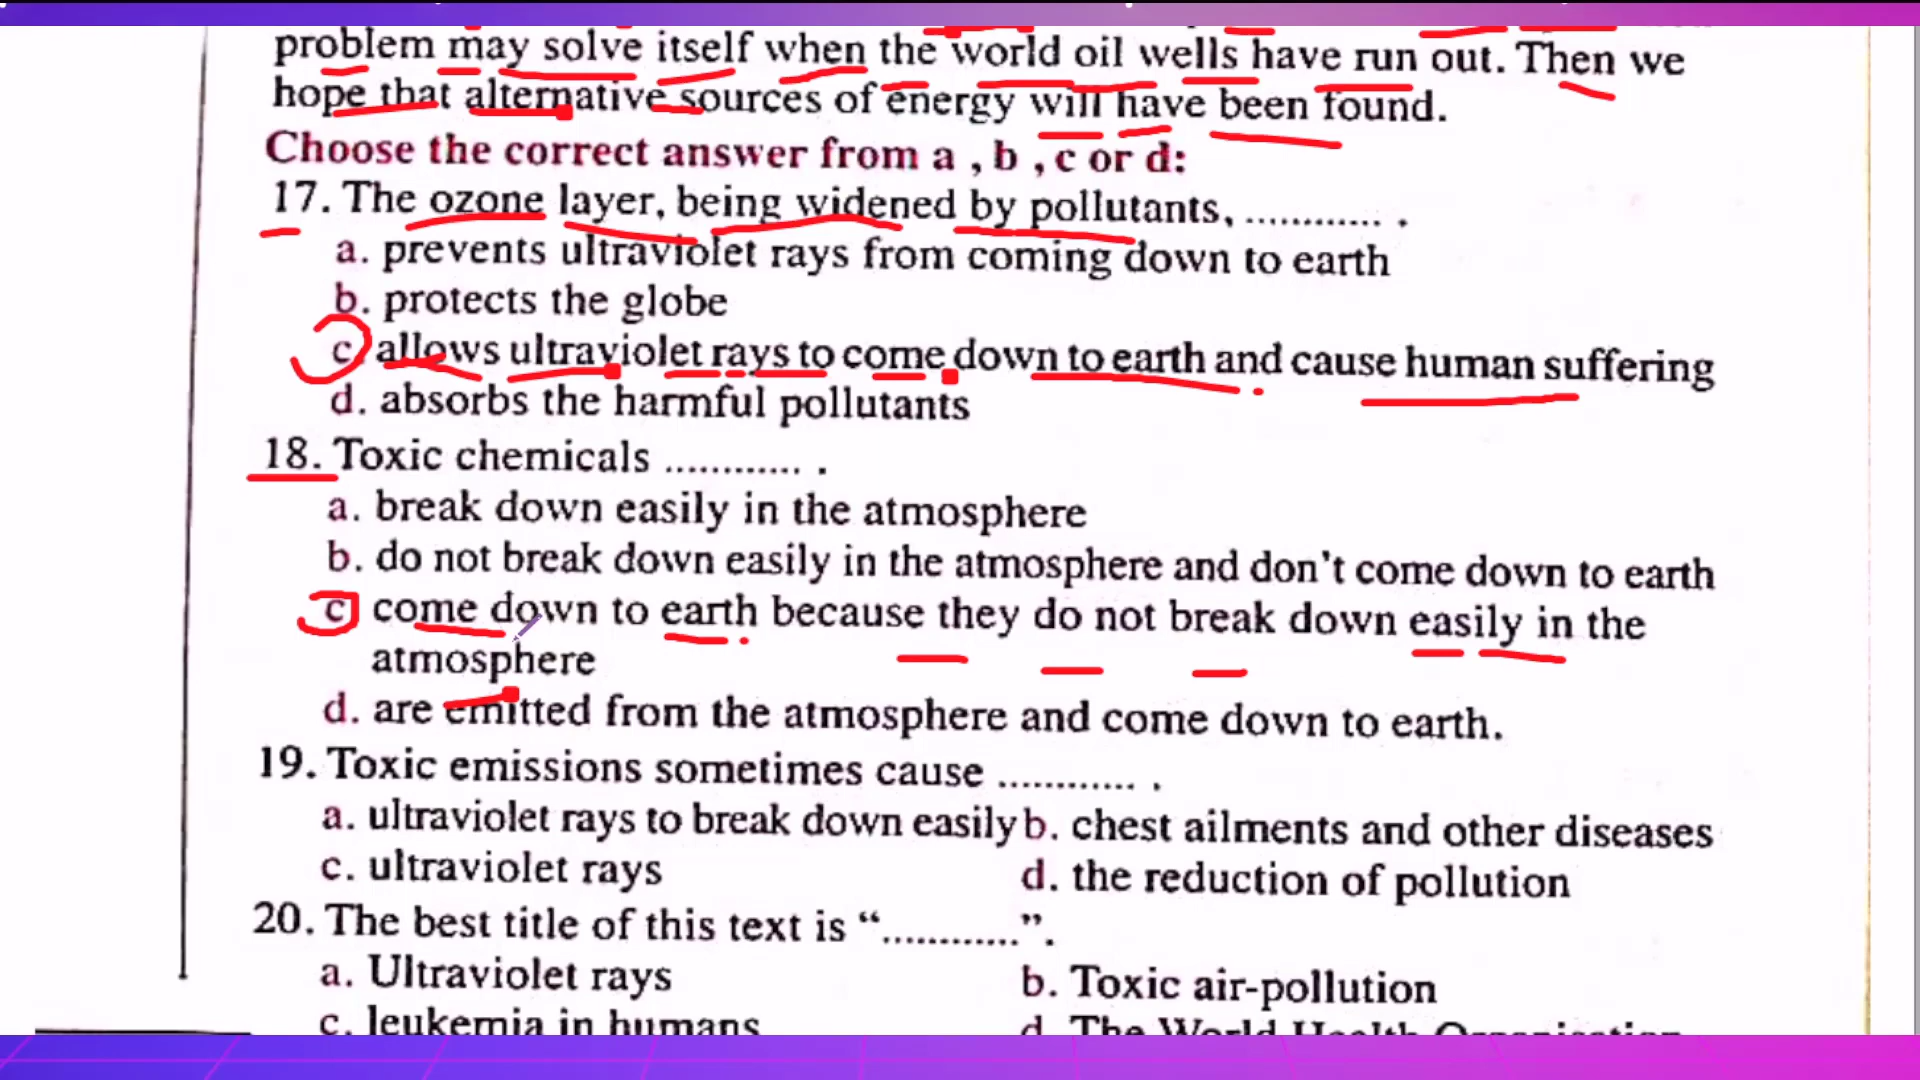 problem may solve itself when the world oil wells have run out. Then we
hope that alternative sources of energy will have been found.
Choose the correct answer from a , b , c or d:
17. The ozone layer, being widened by pollutants, ............ .
a. prevents ultraviolet rays from coming down to earth
b. protects the globe
c. allows ultraviolet rays to come down to earth and cause human suffering
d. absorbs the harmful pollutants
18. Toxic chemicals ............ .
a. break down easily in the atmosphere
b. do not break down easily in the atmosphere and don't come down to earth
c. come down to earth because they do not break down easily in the
atmosphere
d. are emitted from the atmosphere and come down to earth.
19. Toxic emissions sometimes cause ............ .
a. ultraviolet rays to break down easily b. chest ailments and other diseases
c. ultraviolet rays d. the reduction of pollution
20. The best title of this text is “............”.
a. Ultraviolet rays b. Toxic air-pollution
c. leukemia in humans d. The World Health Organisation